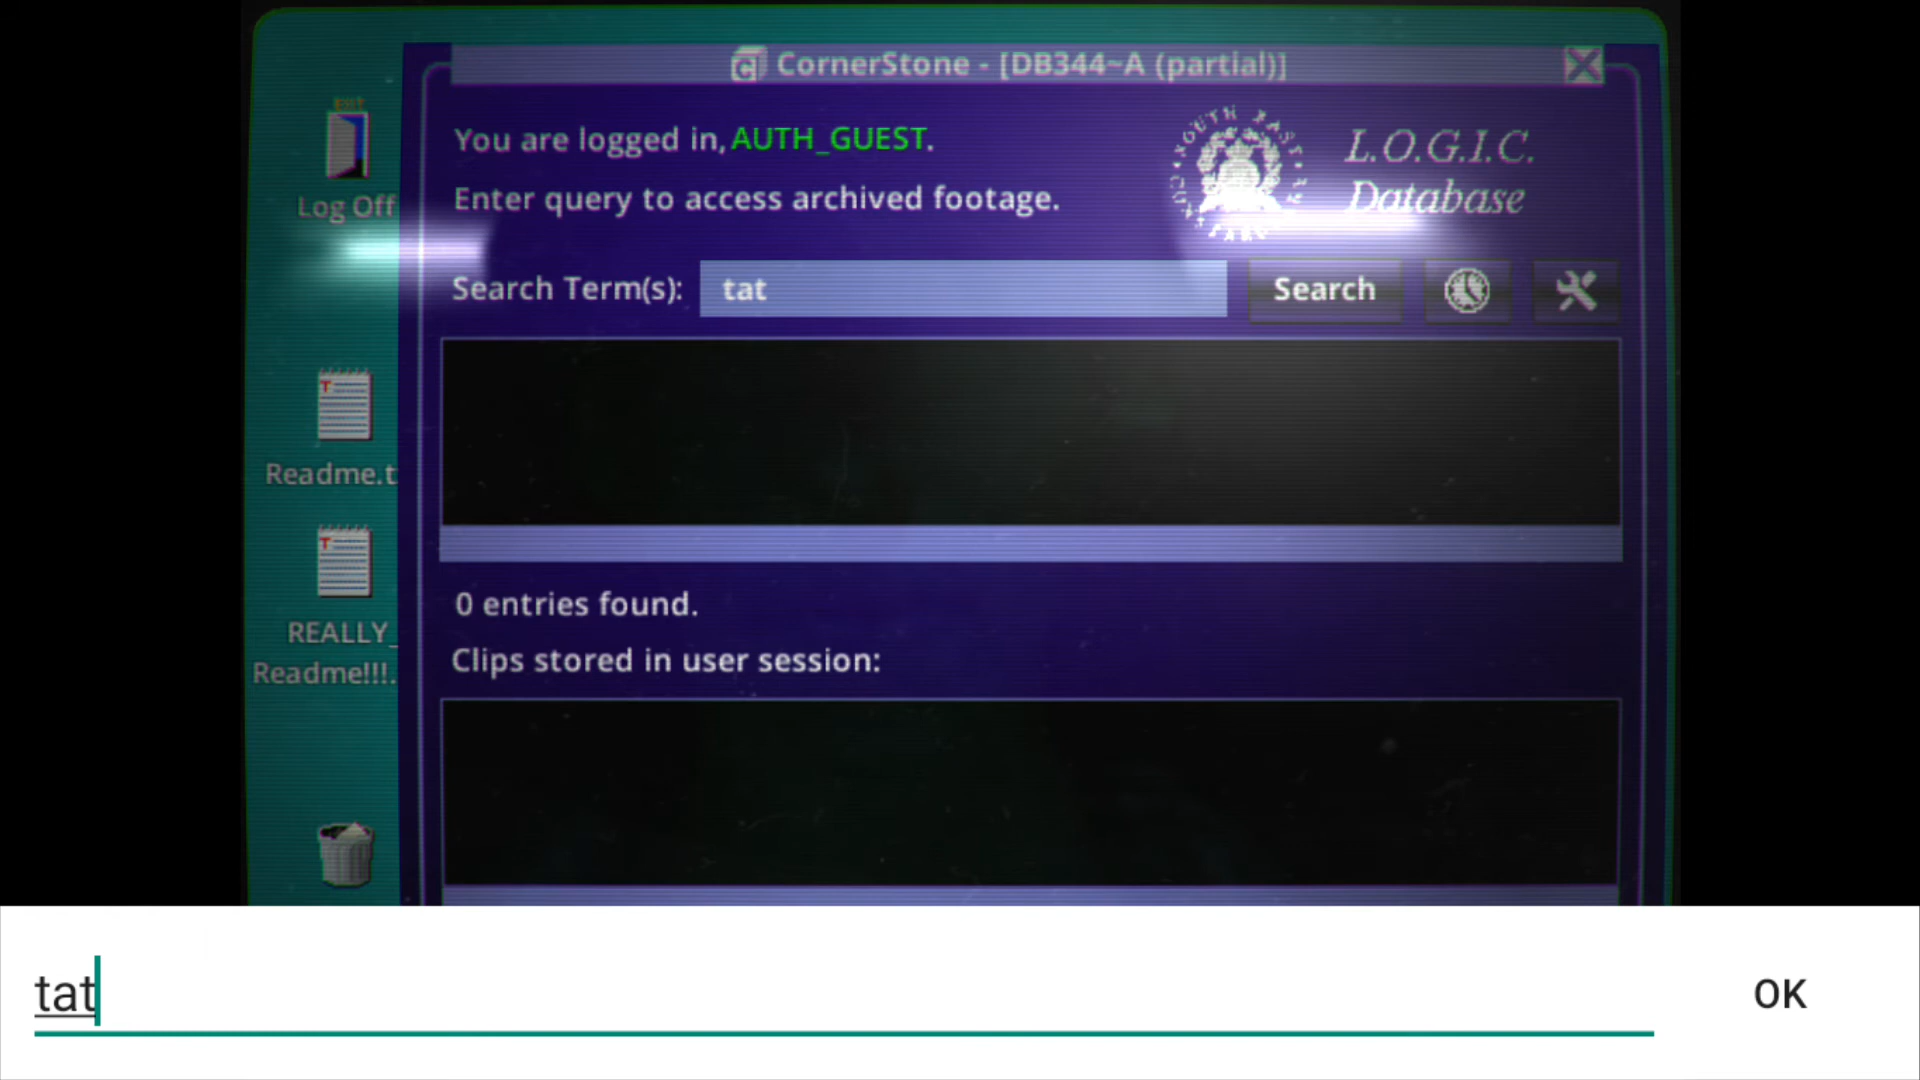 CornerStone - [DB344~A (partial)]
EXIT
Log Off
You are logged in, AUTH_GUEST.
Enter query to access archived footage.
L.O.G.I.C.
Database
Search Term(s):
tat
Search
Readme.t
REALLY_
Readme!!!.
0 entries found.
Clips stored in user session:
tat
OK